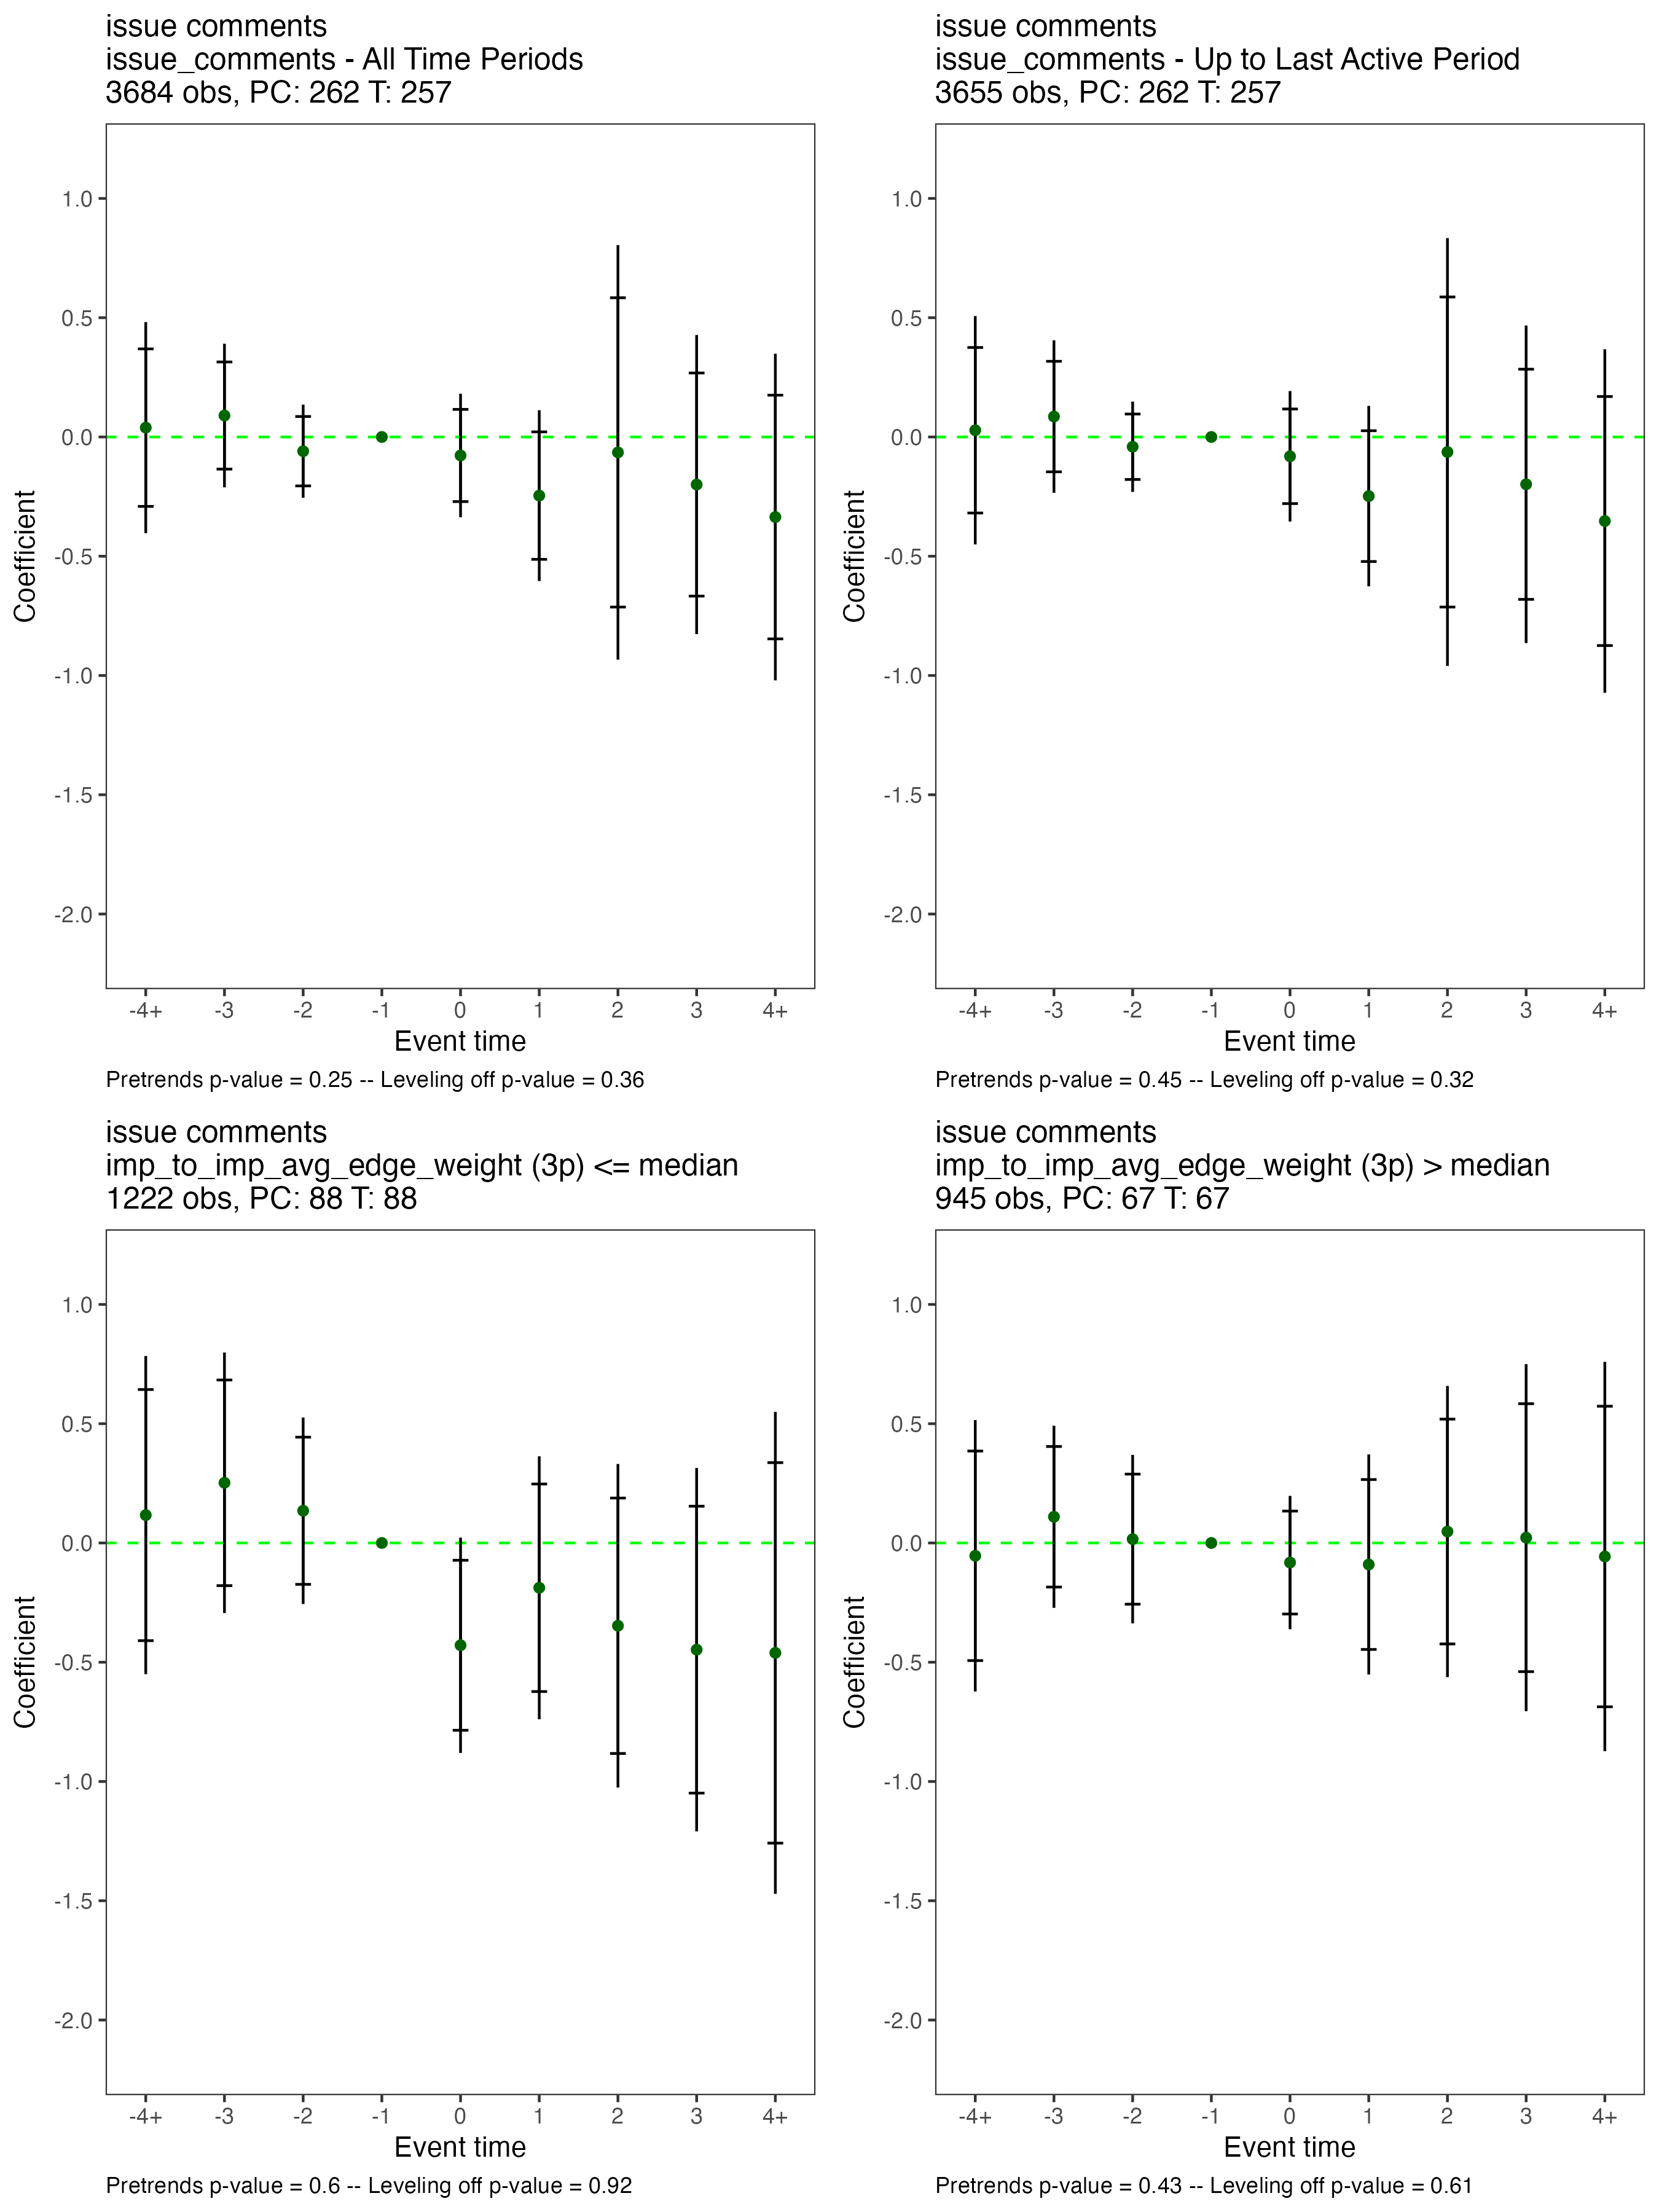 issue comments
issue_comments - All Time Periods
3684 obs, PC: 262 T: 257
1.0
0.5
0.0
-0.5
-1.0
-1.5
-2.0
Coefficient
-4+ -3 -2 -1 0 1 2 3 4+
Event time
Pretrends p-value = 0.25 -- Leveling off p-value = 0.36
issue comments
issue_comments - Up to Last Active Period
3655 obs, PC: 262 T: 257
1.0
0.5
0.0
-0.5
-1.0
-1.5
-2.0
Coefficient
-4+ -3 -2 -1 0 1 2 3 4+
Event time
Pretrends p-value = 0.45 -- Leveling off p-value = 0.32
issue comments
imp_to_imp_avg_edge_weight (3p) <= median
1222 obs, PC: 88 T: 88
1.0
0.5
0.0
-0.5
-1.0
-1.5
-2.0
Coefficient
-4+ -3 -2 -1 0 1 2 3 4+
Event time
Pretrends p-value = 0.6 -- Leveling off p-value = 0.92
issue comments
imp_to_imp_avg_edge_weight (3p) > median
945 obs, PC: 67 T: 67
1.0
0.5
0.0
-0.5
-1.0
-1.5
-2.0
Coefficient
-4+ -3 -2 -1 0 1 2 3 4+
Event time
Pretrends p-value = 0.43 -- Leveling off p-value = 0.61